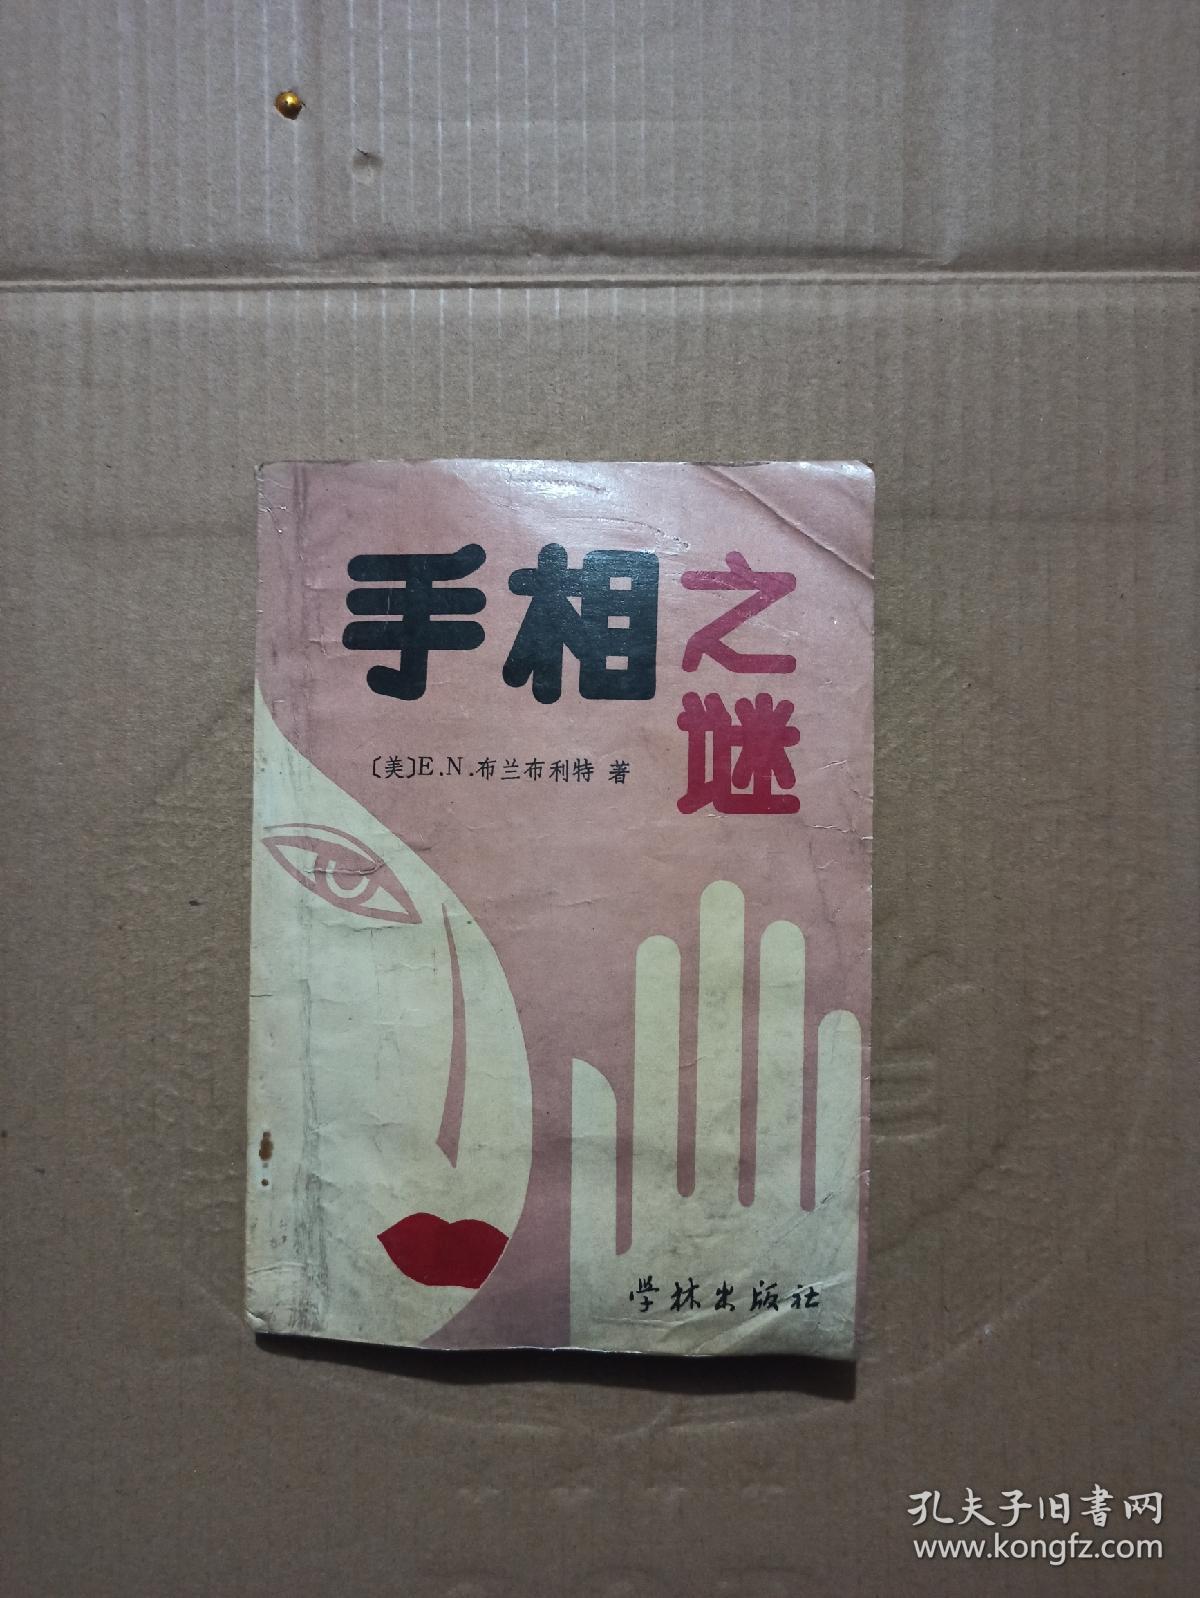 手相之谜
〔美〕E.N.布兰布利特 著
学林出版社
孔夫子旧书网
www.kongfz.com